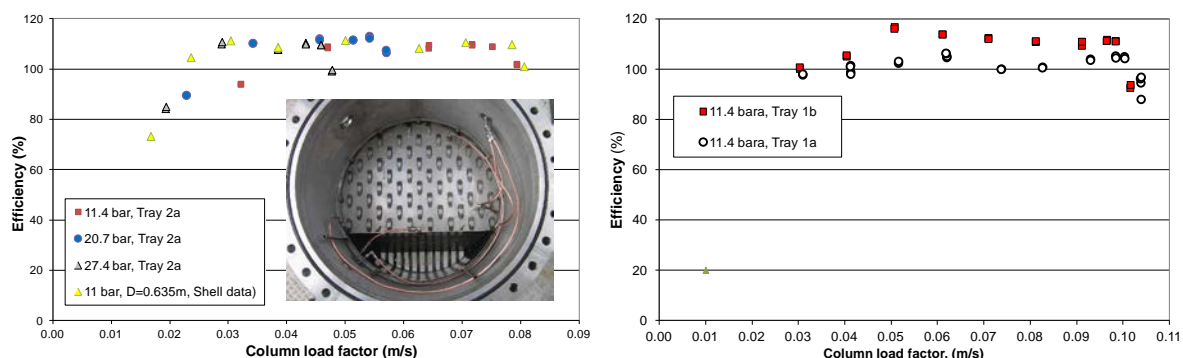 120
100
80
60
40
20
0
Efficiency (%)
11.4 bar, Tray 2a
20.7 bar, Tray 2a
27.4 bar, Tray 2a
11 bar, D=0.635m, Shell data)
0.00 0.01 0.02 0.03 0.04 0.05 0.06 0.07 0.08 0.09
Column load factor (m/s)
120
100
80
60
40
20
0
Efficiency (%)
11.4 bara, Tray 1b
11.4 bara, Tray 1a
0.00 0.01 0.02 0.03 0.04 0.05 0.06 0.07 0.08 0.09 0.10 0.11
Column load factor, (m/s)